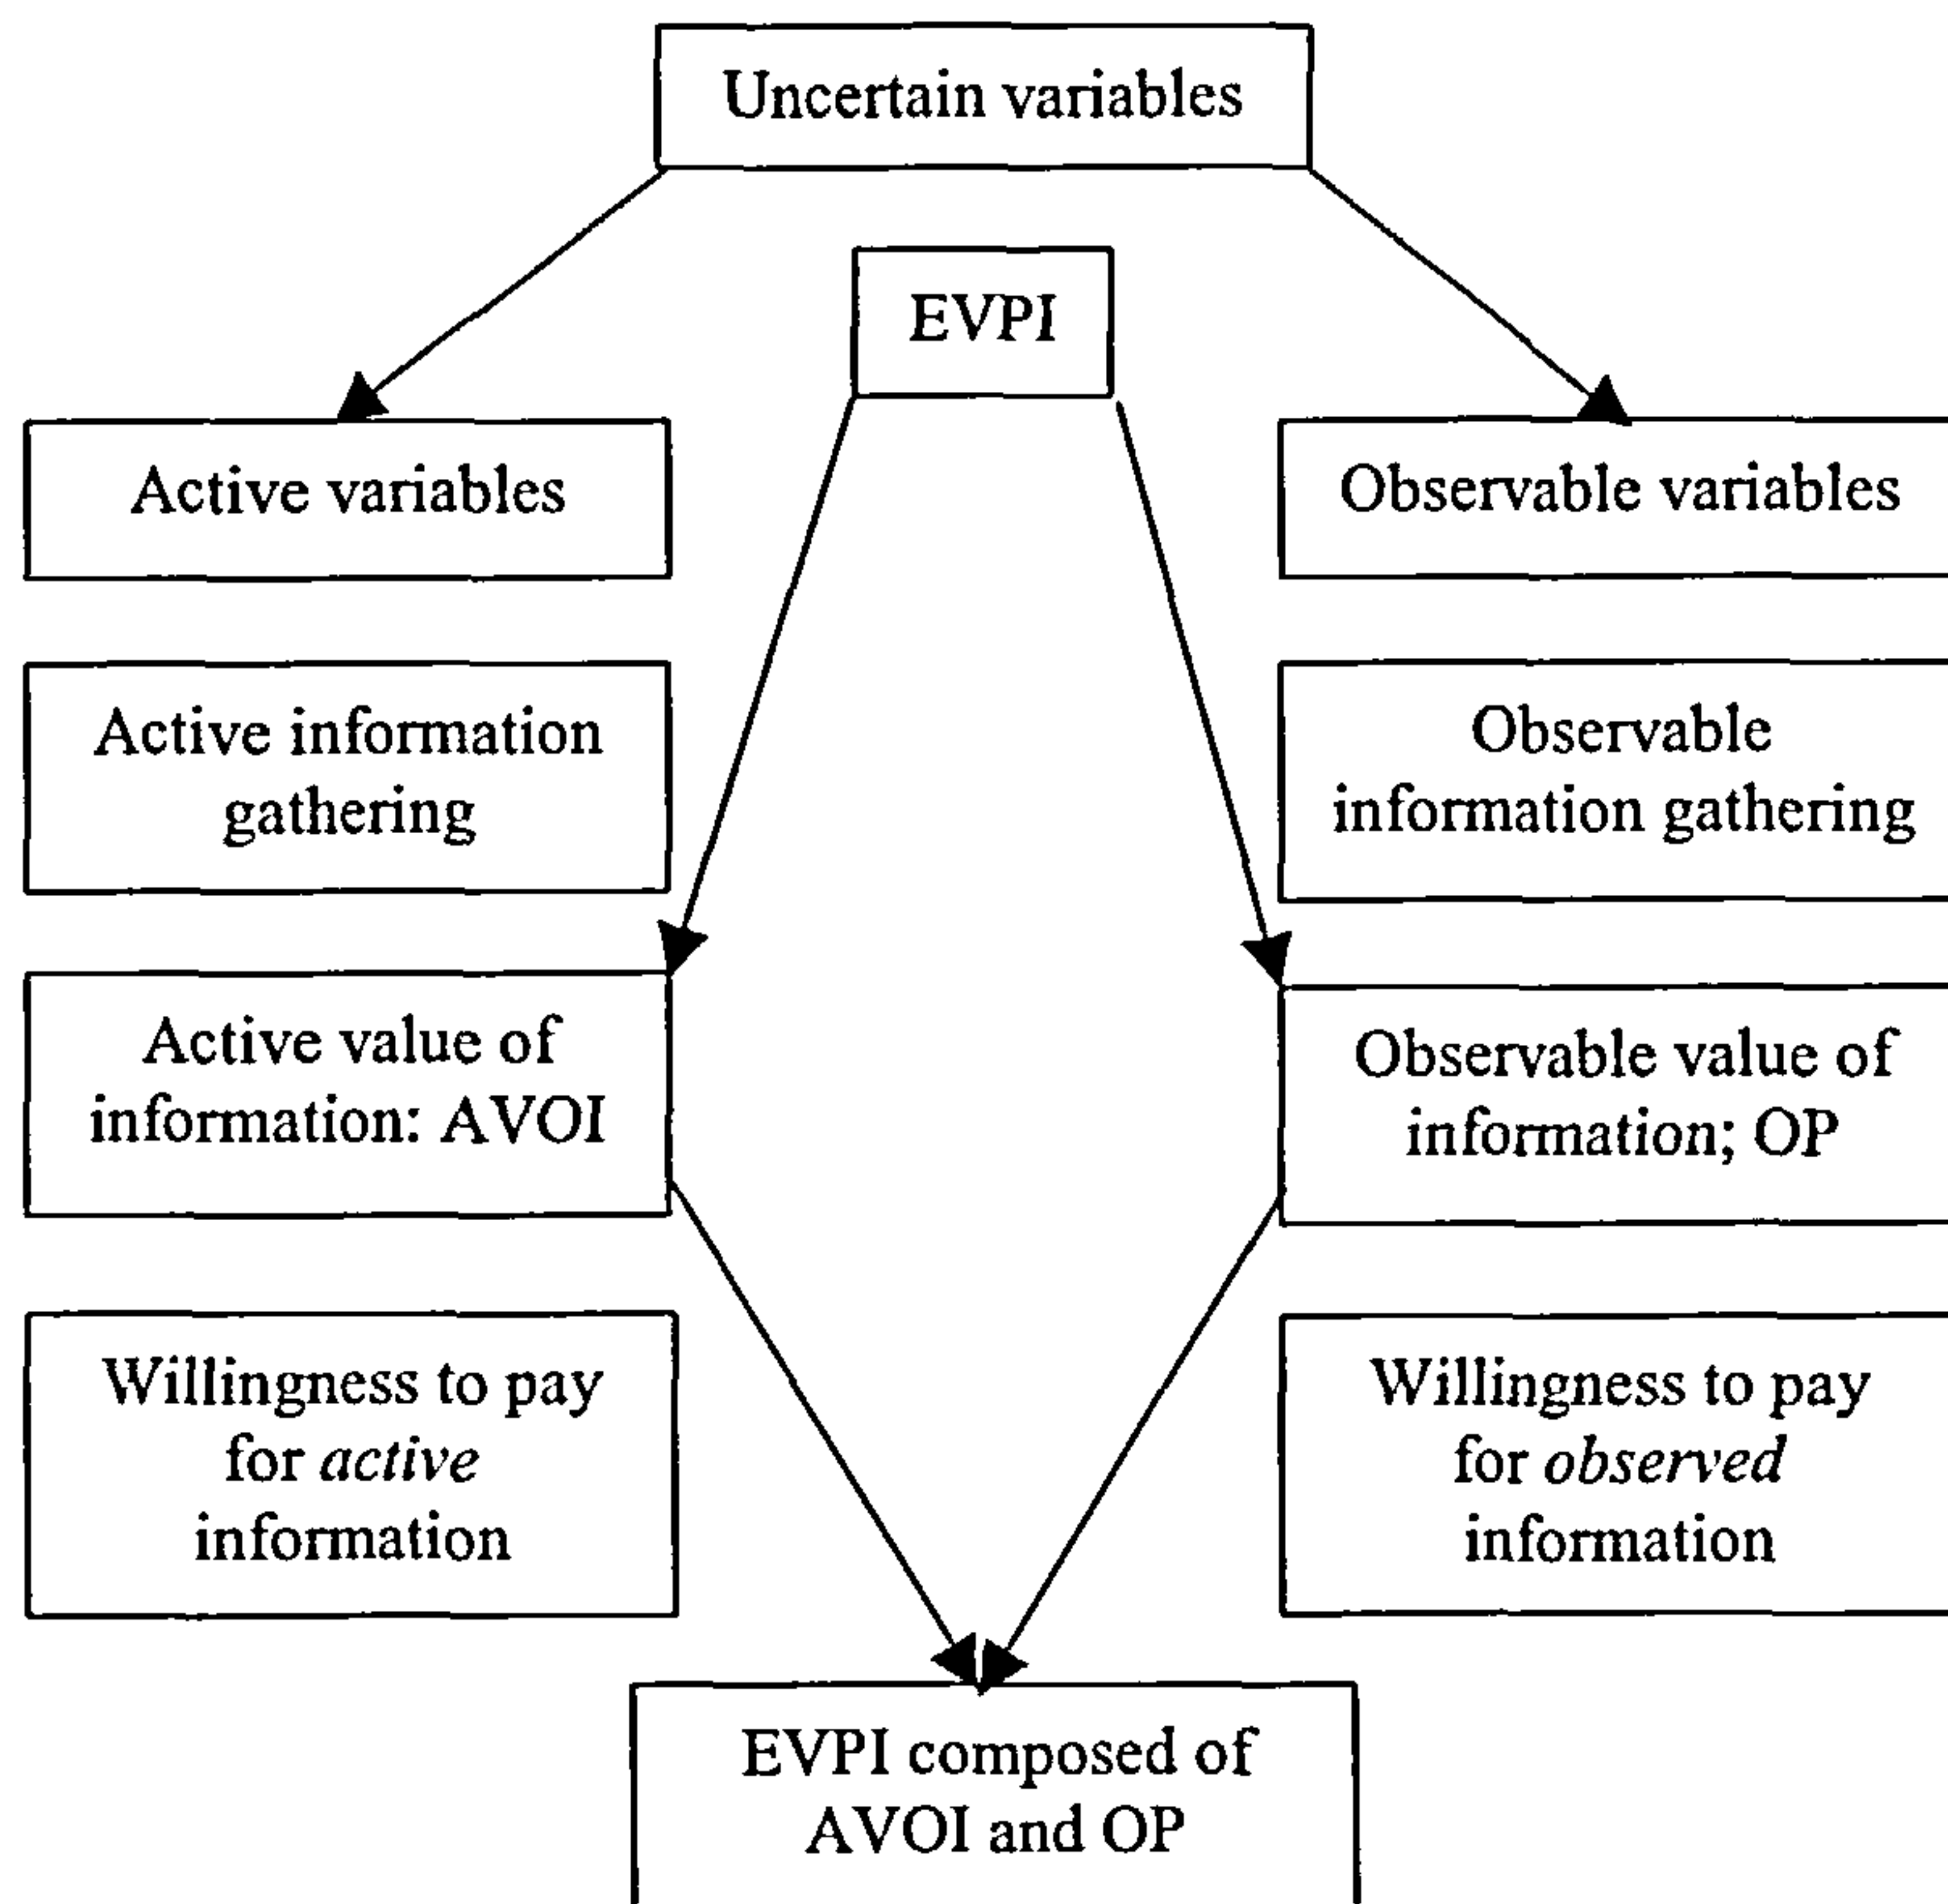 Uncertain variables
EVPI
Active variables
Observable variables
Active information
gathering
Observable
information gathering
Active value of
information: AVOI
Observable value of
information; OP
Willingness to pay
for active
information
Willingness to pay
for observed
information
EVPI composed of
AVOI and OP